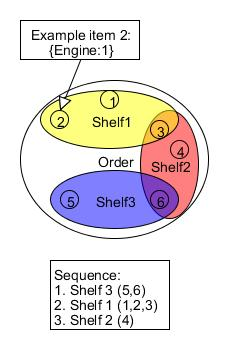 Example item 2:
{Engine:1}
1
2
Shelf1
3
4
Order
Shelf2
5
Shelf3
6
Sequence:
1. Shelf 3 (5,6)
2. Shelf 1 (1,2,3)
3. Shelf 2 (4)